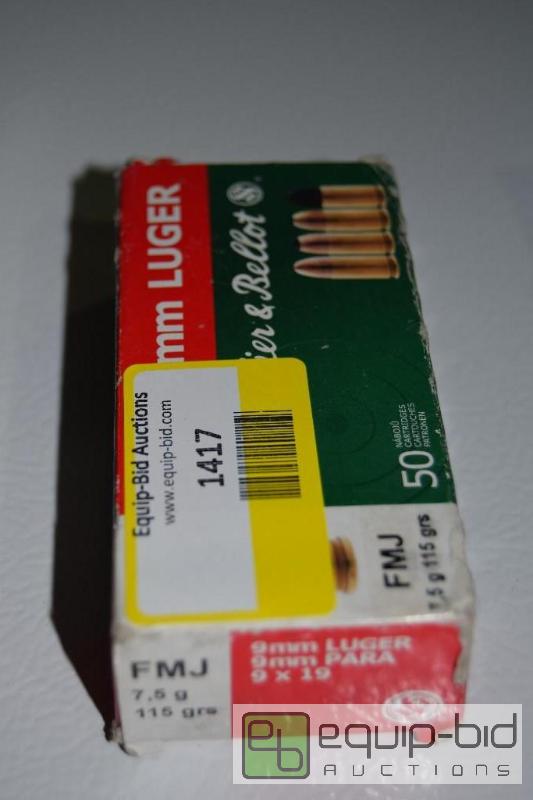 mm LUGER
ier & Bellot
50
NÁBOJŮ
CARTRIDGES
CARTOUCHES
PATRONEN
Equip-Bid Auctions
www.equip-bid.com
1417
FMJ
7,5 g 115 grs
FMJ
7,5 g
115 grs
9mm LUGER
9mm PARA
9 x 19
equip-bid
AUCTIONS